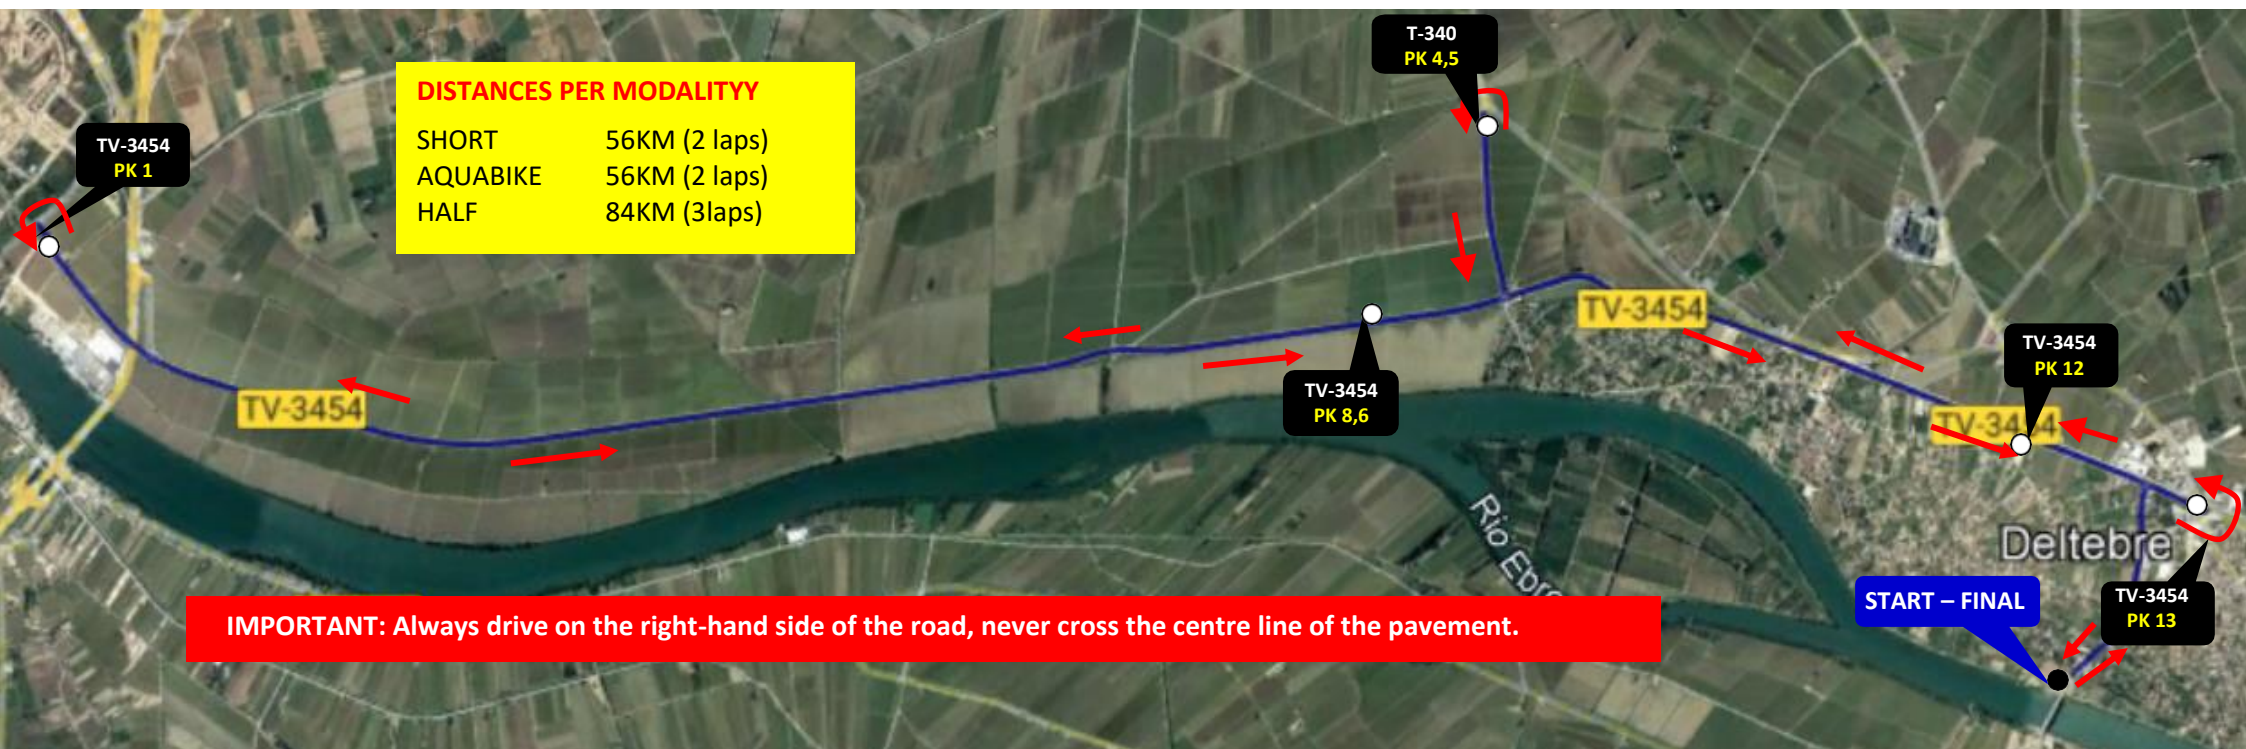 T-340
PK 4,5
DISTANCES PER MODALITYY
SHORT 56KM (2 laps)
AQUABIKE 56KM (2 laps)
HALF 84KM (3laps)
TV-3454
PK 1
TV-3454
TV-3454
PK 12
TV-3454
PK 8,6
TV-3454
TV-3454
Rio Ebro
Deltebre
START – FINAL
TV-3454
PK 13
IMPORTANT: Always drive on the right-hand side of the road, never cross the centre line of the pavement.